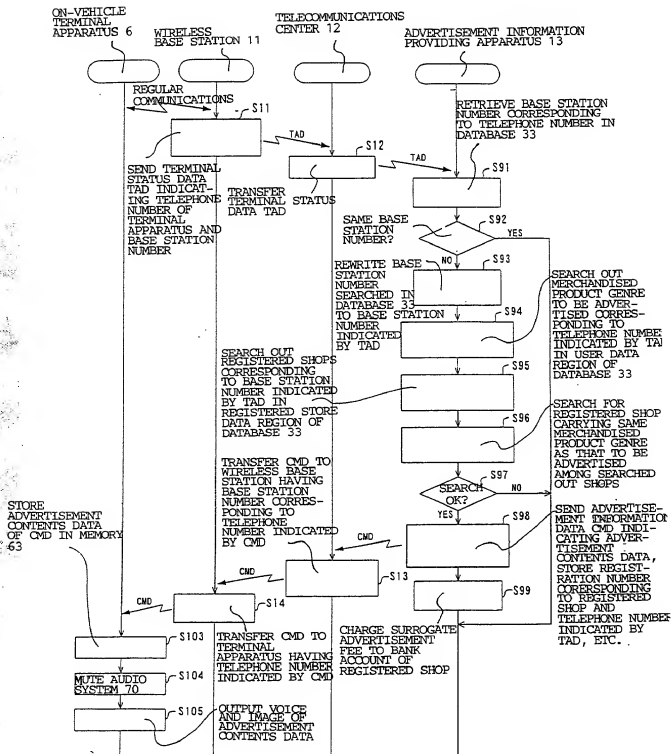 ON-VEHICLE
TERMINAL
APPARATUS 6
WIRELESS
BASE STATION 11
TELECOMMUNICATIONS
CENTER 12
ADVERTISEMENT INFORMATION
PROVIDING APPARATUS 13
REGULAR
COMMUNICATIONS
S11
TAD
S12
TAD
RETRIEVE BASE STATION
NUMBER CORRESPONDING
TO TELEPHONE NUMBER IN
DATABASE 33
S91
SEND TERMINAL
STATUS DATA
TAD INDICAT-
ING TELEPHONE
NUMBER OF
TERMINAL
APPARATUS AND
BASE STATION
NUMBER
TRANSFER
TERMINAL STATUS
DATA TAD
SAME BASE
STATION
NUMBER?
S92
YES
NO
S93
REWRITE BASE
STATION
NUMBER
SEARCHED IN
DATABASE 33
TO BASE STATION
NUMBER
INDICATED
BY TAD
S94
SEARCH OUT
MERCHANDISED
PRODUCT GENRE
TO BE ADVER-
TISED CORRES-
PONDING TO
TELEPHONE NUMBE
INDICATED BY TA
IN USER DATA
REGION OF
DATABASE 33
SEARCH OUT
REGISTERED SHOPS
CORRESPONDING
TO BASE STATION
NUMBER INDICATED
BY TAD IN
REGISTERED STORE
DATA REGION OF
DATABASE 33
S95
S96
SEARCH FOR
REGISTERED SHOP
CARRYING SAME
MERCHANDISED
PRODUCT GENRE
AS THAT TO BE
ADVERTISED
AMONG SEARCHED
OUT SHOPS
SEARCH
OK?
S97
NO
YES
S98
TRANSFER CMD TO
WIRELESS BASE
STATION HAVING
BASE STATION
NUMBER CORRES-
PONDING TO
TELEPHONE
NUMBER INDICATED
BY CMD
SEND ADVERTISE-
MENT INFORMATION
DATA CMD INDI-
CATING ADVER-
TISEMENT
CONTENTS DATA,
STORE REGIST-
RATION NUMBER
CORERSPONDING
TO REGISTERED
SHOP AND
TELEPHONE NUMBER
INDICATED BY
TAD, ETC.
STORE
ADVERTISEMENT
CONTENTS DATA
OF CMD IN MEMORY
63
CMD
S13
S99
CMD
CMD
S14
CHARGE SURROGATE
ADVERTISEMENT
FEE TO BANK
ACCOUNT OF
REGISTERED SHOP
S103
TRANSFER CMD TO
TERMINAL
APPARATUS HAVING
TELEPHONE NUMBER
INDICATED BY CMD
MUTE AUDIO
SYSTEM 70
S104
S105
OUTPUT VOICE
AND IMAGE OF
ADVERTISEMENT
CONTENTS DATA